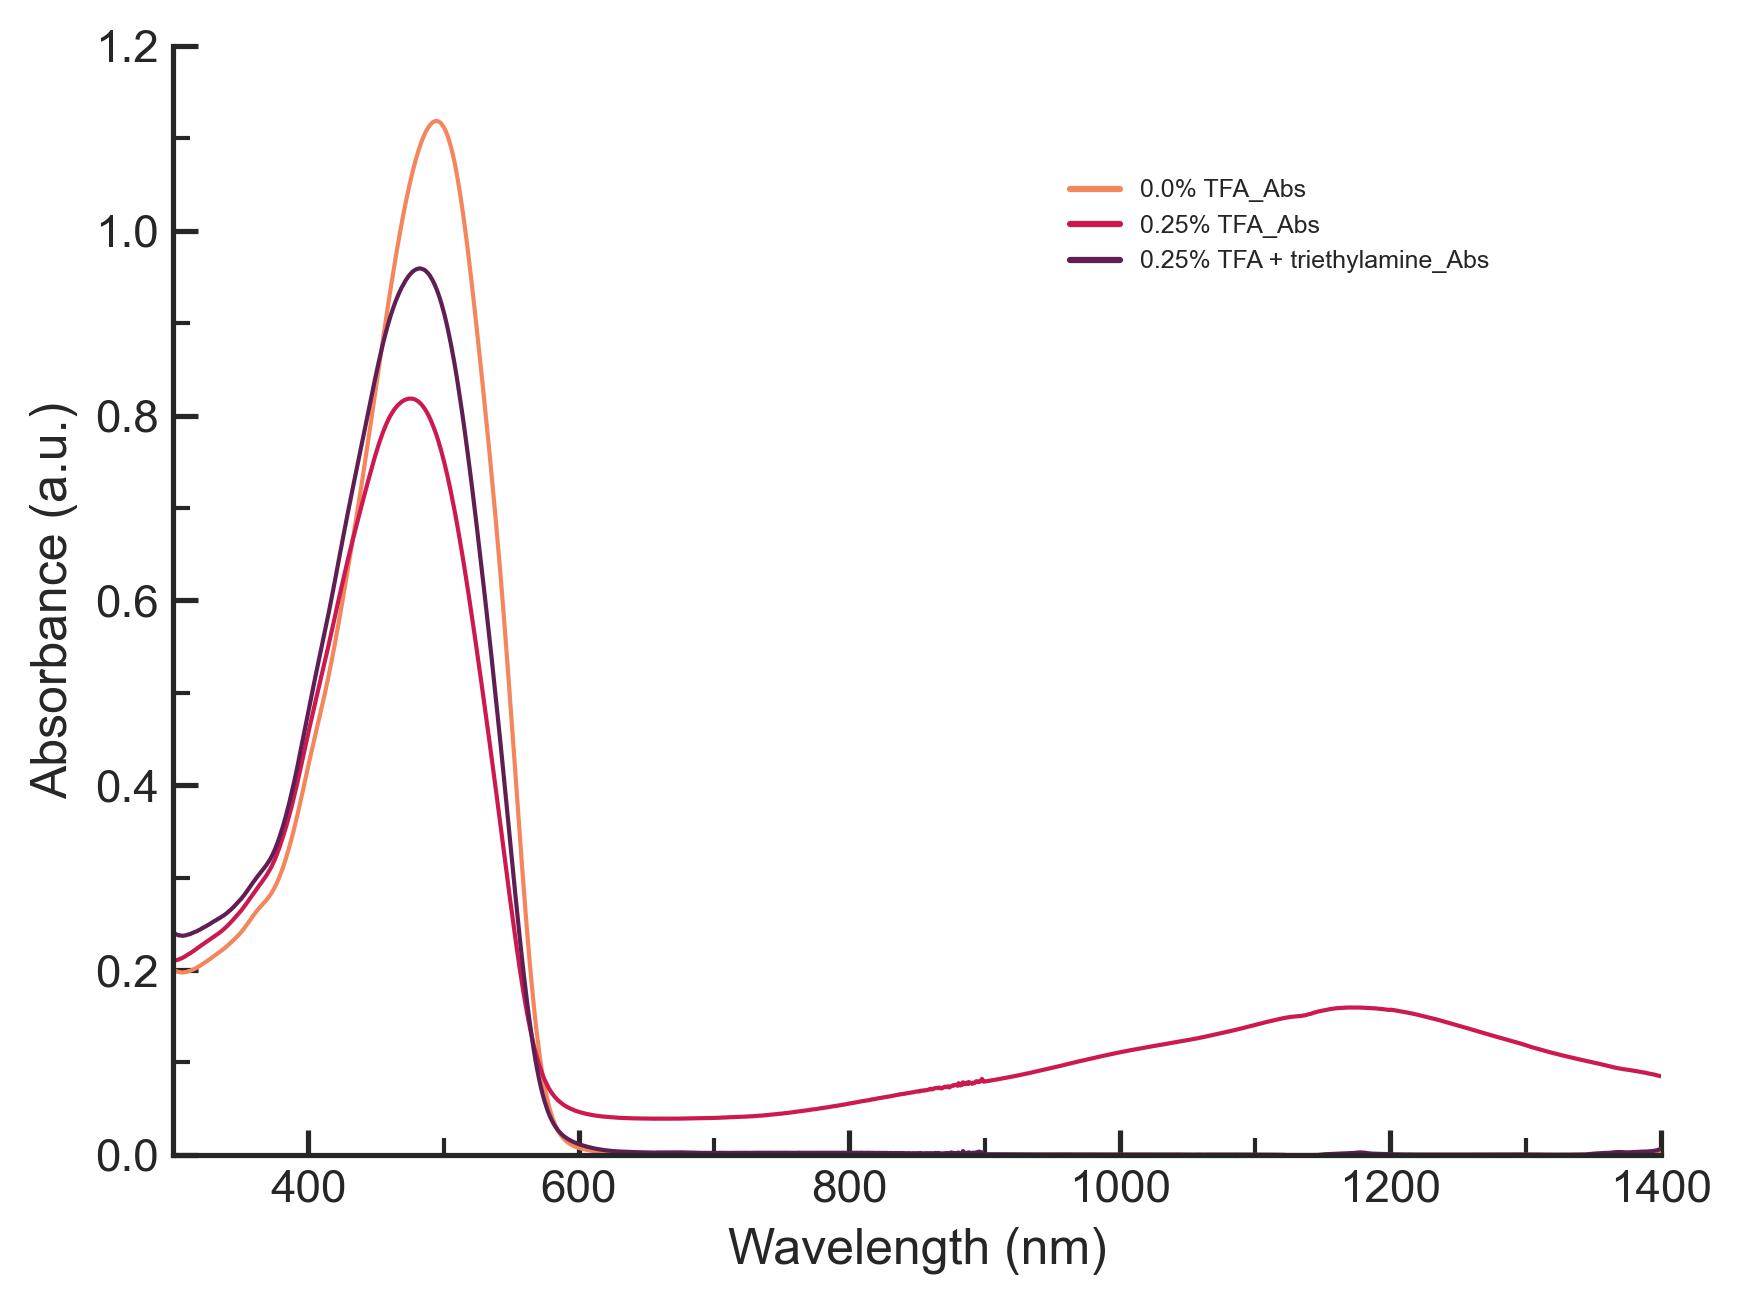 1.2
1.0
0.8
0.6
0.4
0.2
0.0
Absorbance (a.u.)
0.0% TFA_Abs
0.25% TFA_Abs
0.25% TFA + triethylamine_Abs
400 600 800 1000 1200 1400
Wavelength (nm)